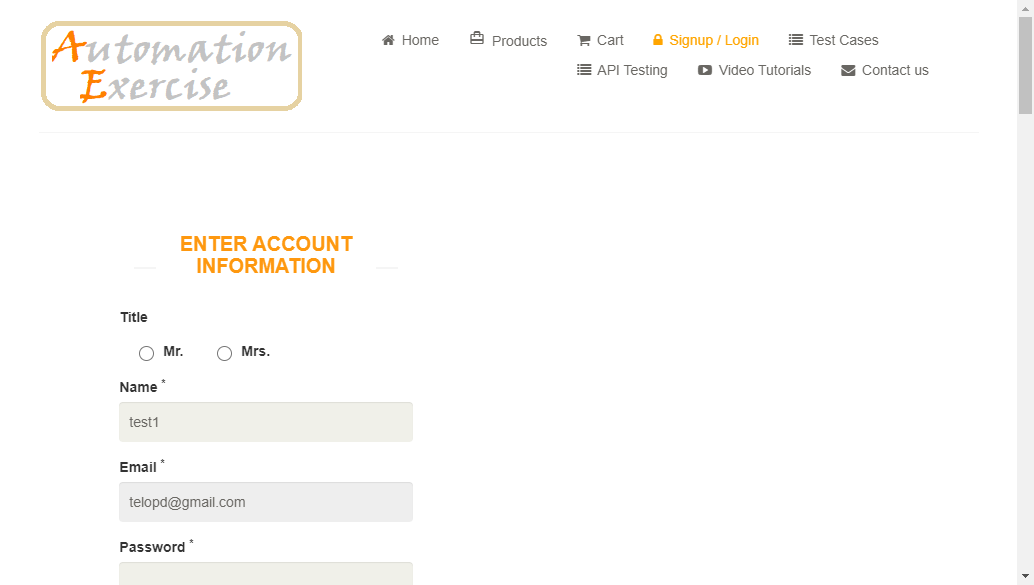 Automation
Exercise
Home
Products
Cart
Signup / Login
Test Cases
API Testing
Video Tutorials
Contact us
ENTER ACCOUNT
INFORMATION
Title
Mr.
Mrs.
Name *
test1
Email *
telopd@gmail.com
Password *